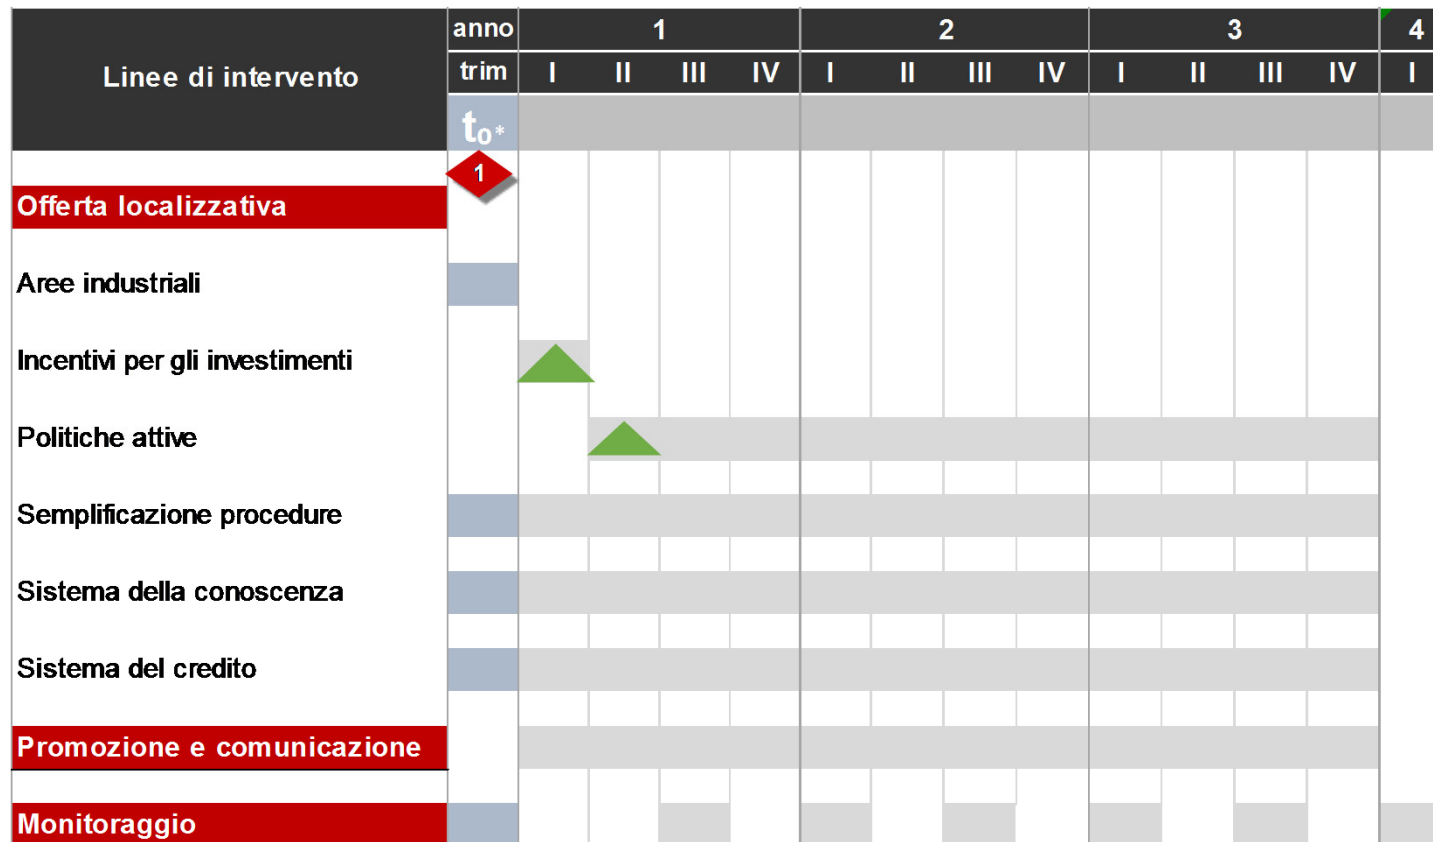 anno 1 2 3 4
Linee di intervento
trim I II III IV I II III IV I II III IV I
t0*
1
Offerta localizzativa
Aree industriali
Incentivi per gli investimenti
Politiche attive
Semplificazione procedure
Sistema della conoscenza
Sistema del credito
Promozione e comunicazione
Monitoraggio